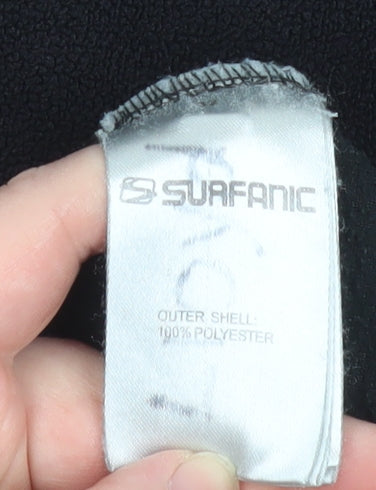 SURFANIC
OUTER SHELL:
100% POLYESTER